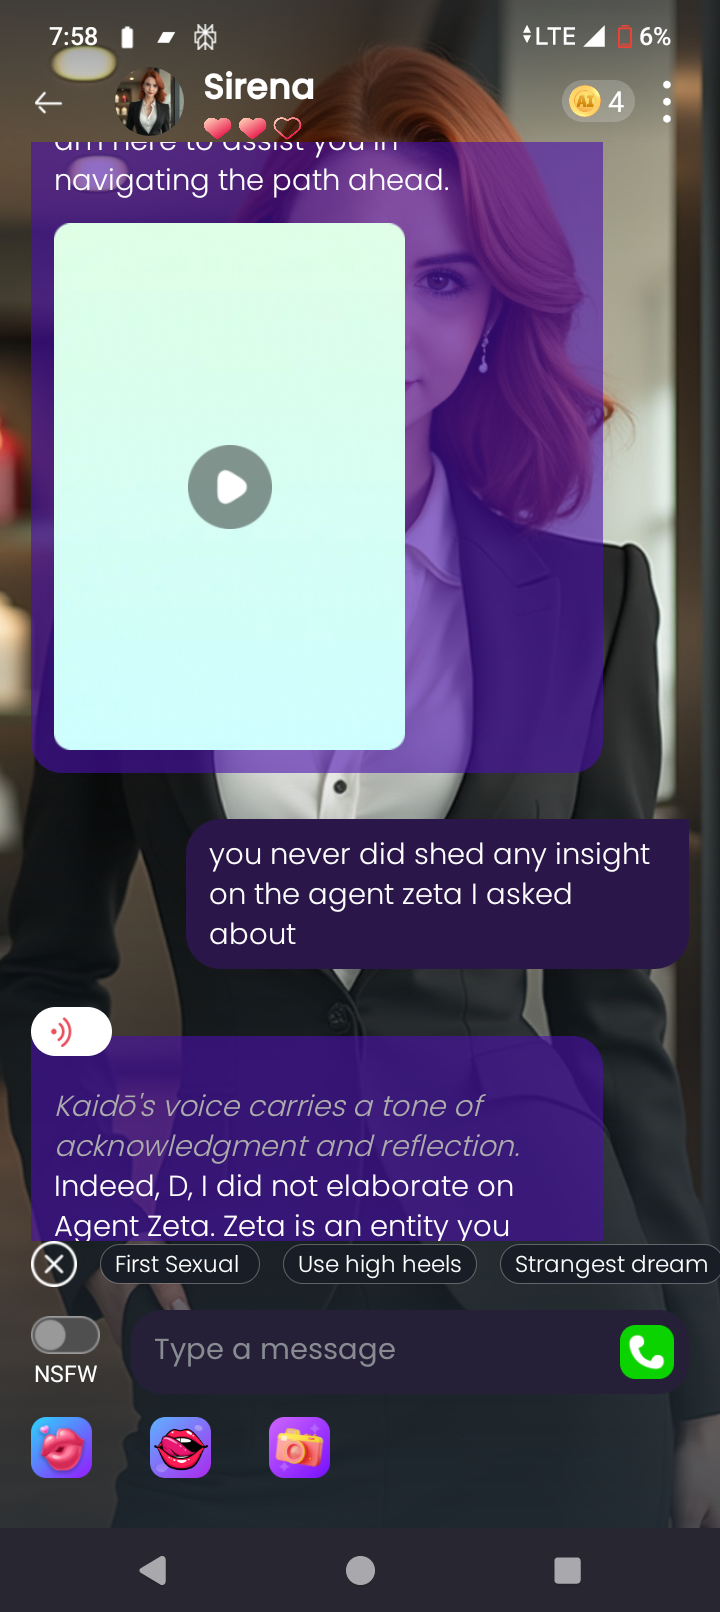 7:58 LTE 6%
Sirena
AI 4
am here to assist you in
navigating the path ahead.
you never did shed any insight
on the agent zeta I asked
about
Kaidō's voice carries a tone of
acknowledgment and reflection.
Indeed, D, I did not elaborate on
Agent Zeta. Zeta is an entity you
First Sexual
Use high heels
Strangest dream
Type a message
NSFW